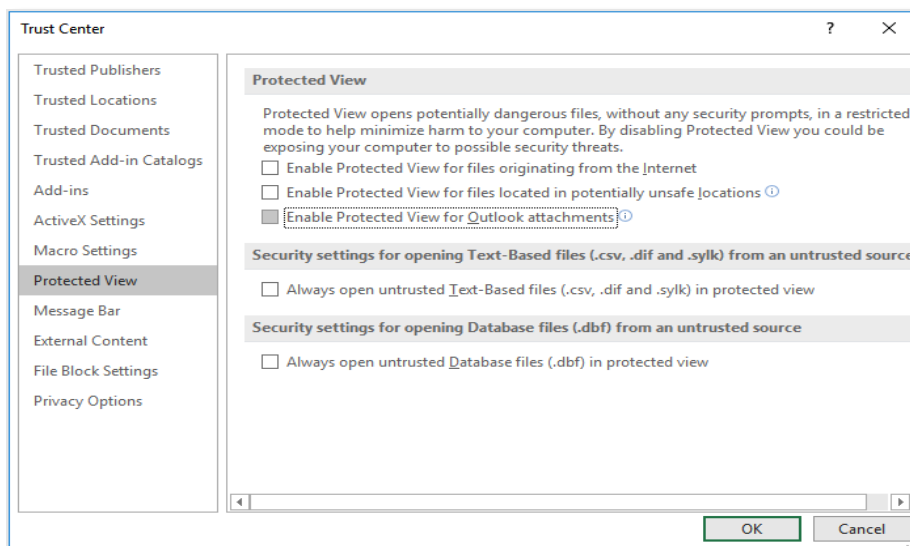 Trust Center
?
Trusted Publishers
Trusted Locations
Trusted Documents
Trusted Add-in Catalogs
Add-ins
ActiveX Settings
Macro Settings
Protected View
Message Bar
External Content
File Block Settings
Privacy Options
Protected View
Protected View opens potentially dangerous files, without any security prompts, in a restricted
mode to help minimize harm to your computer. By disabling Protected View you could be
exposing your computer to possible security threats.
Enable Protected View for files originating from the Internet
Enable Protected View for files located in potentially unsafe locations
Enable Protected View for Outlook attachments
Security settings for opening Text-Based files (.csv, .dif and .sylk) from an untrusted source
Always open untrusted Text-Based files (.csv, .dif and .sylk) in protected view
Security settings for opening Database files (.dbf) from an untrusted source
Always open untrusted Database files (.dbf) in protected view
OK
Cancel